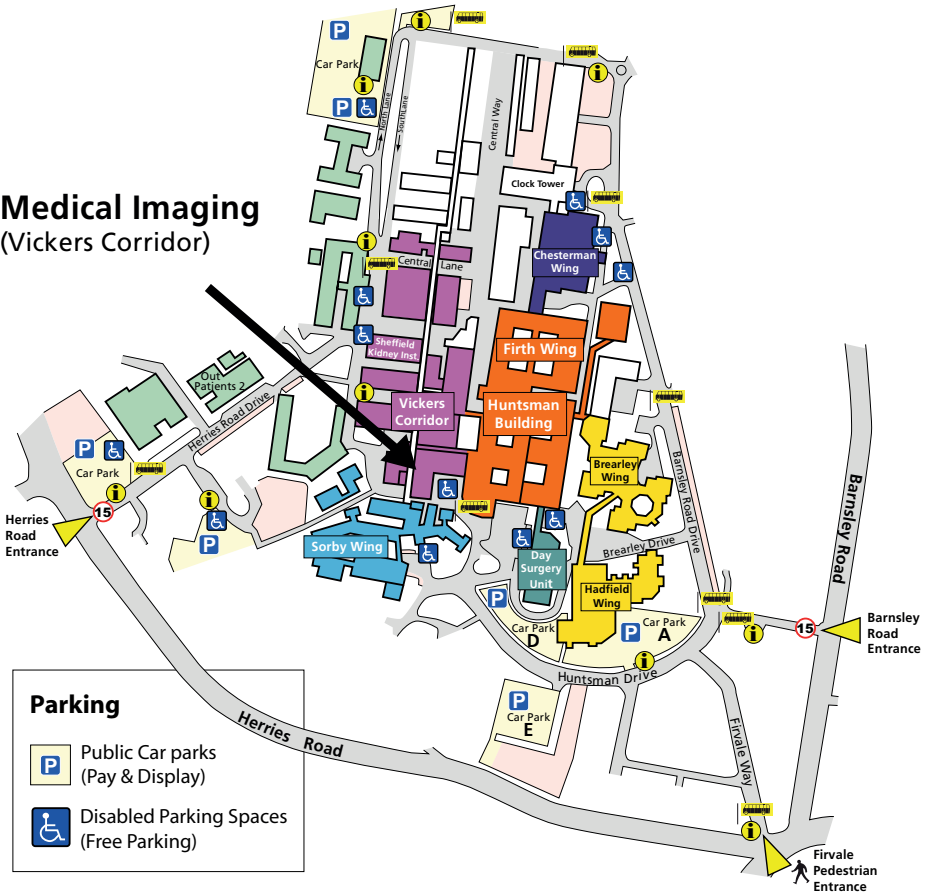 P
Car Park
P
North Lane
SouthLane
Central Way
Clock Tower
Medical Imaging
(Vickers Corridor)
Chesterman
Wing
Central Lane
Sheffield
Kidney Inst.
Firth Wing
Out
Patients 2
Herries Road Drive
Vickers
Corridor
Huntsman
Building
P
Car Park
Brearley
Wing
Barnsley Road Drive
Barnsley Road
15
Herries
Road
Entrance
P
Sorby Wing
Brearley Drive
Day
Surgery
Unit
Hadfield
Wing
P
Car Park
D
P
Car Park
A
15
Barnsley
Road
Entrance
Huntsman Drive
P
Car Park
E
Firvale Way
Herries Road
Parking
P
Public Car parks
(Pay & Display)
Disabled Parking Spaces
(Free Parking)
Firvale
Pedestrian
Entrance
i
i
i
i
i
i
i
i
i
i